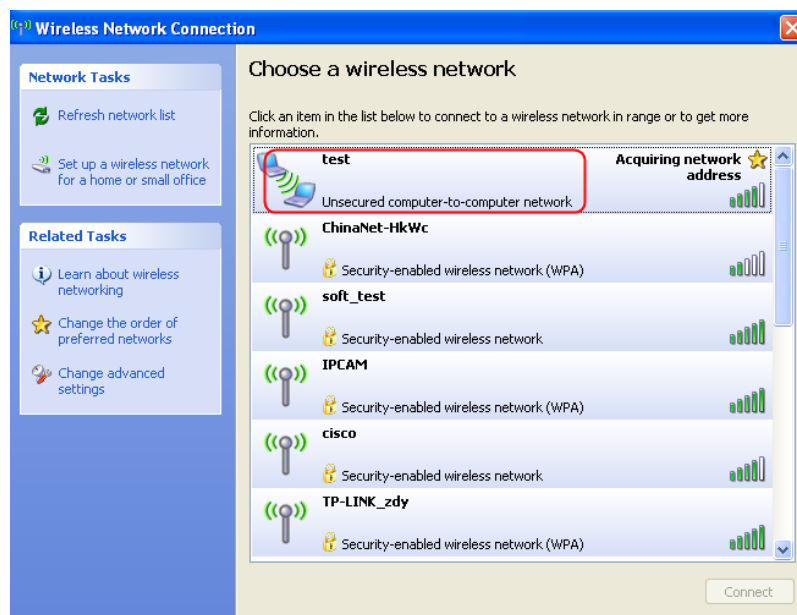 Wireless Network Connection
Network Tasks
Refresh network list
Set up a wireless network
for a home or small office
Related Tasks
Learn about wireless
networking
Change the order of
preferred networks
Change advanced
settings
Choose a wireless network
Click an item in the list below to connect to a wireless network in range or to get more
information.
test
Acquiring network
address
Unsecured computer-to-computer network
ChinaNet-HkWc
Security-enabled wireless network (WPA)
soft_test
Security-enabled wireless network
IPCAM
Security-enabled wireless network (WPA)
cisco
Security-enabled wireless network
TP-LINK_zdy
Security-enabled wireless network (WPA)
Connect